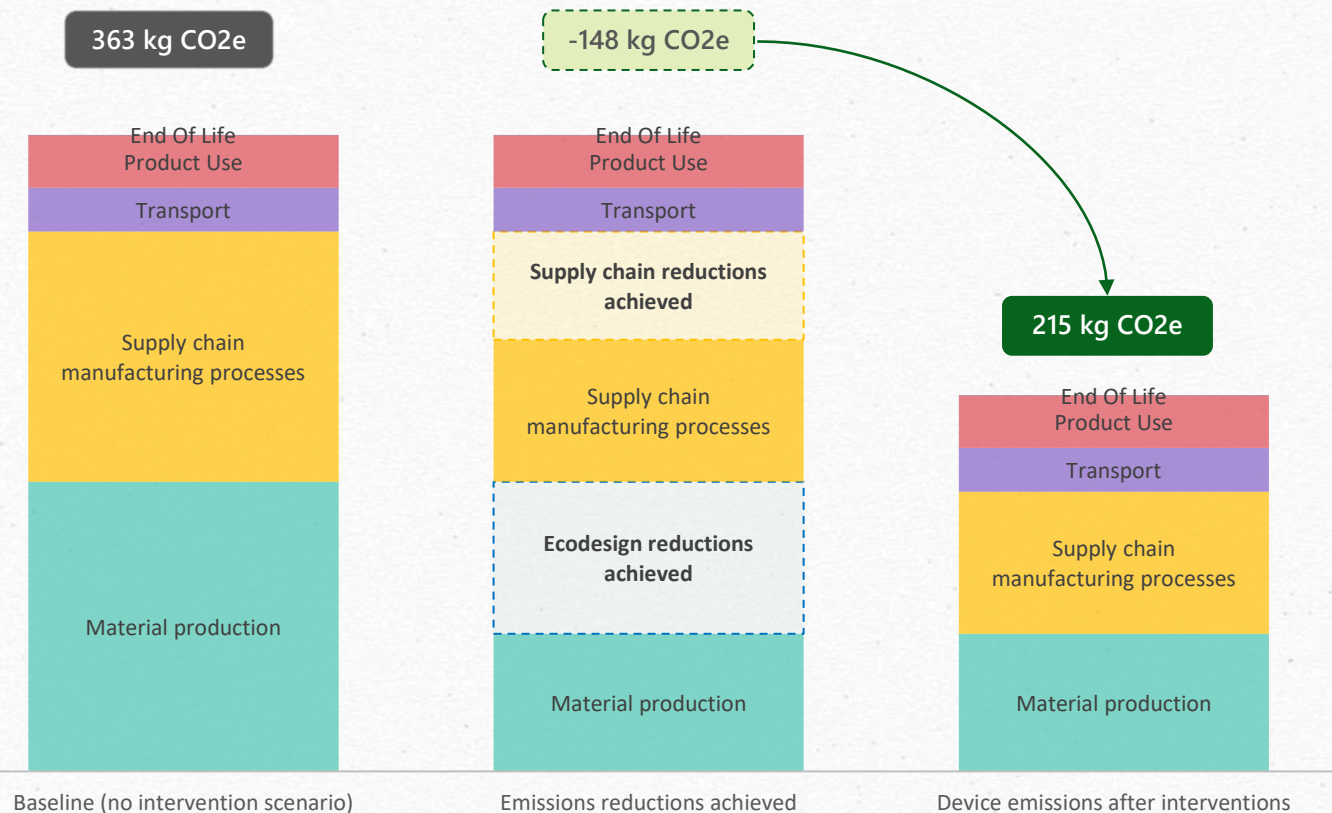 363 kg CO2e
-148 kg CO2e
End Of Life
Product Use
Transport
Supply chain
manufacturing processes
Material production
End Of Life
Product Use
Transport
Supply chain reductions
achieved
Supply chain
manufacturing processes
Ecodesign reductions
achieved
Material production
215 kg CO2e
End Of Life
Product Use
Transport
Supply chain
manufacturing processes
Material production
Baseline (no intervention scenario)
Emissions reductions achieved
Device emissions after interventions